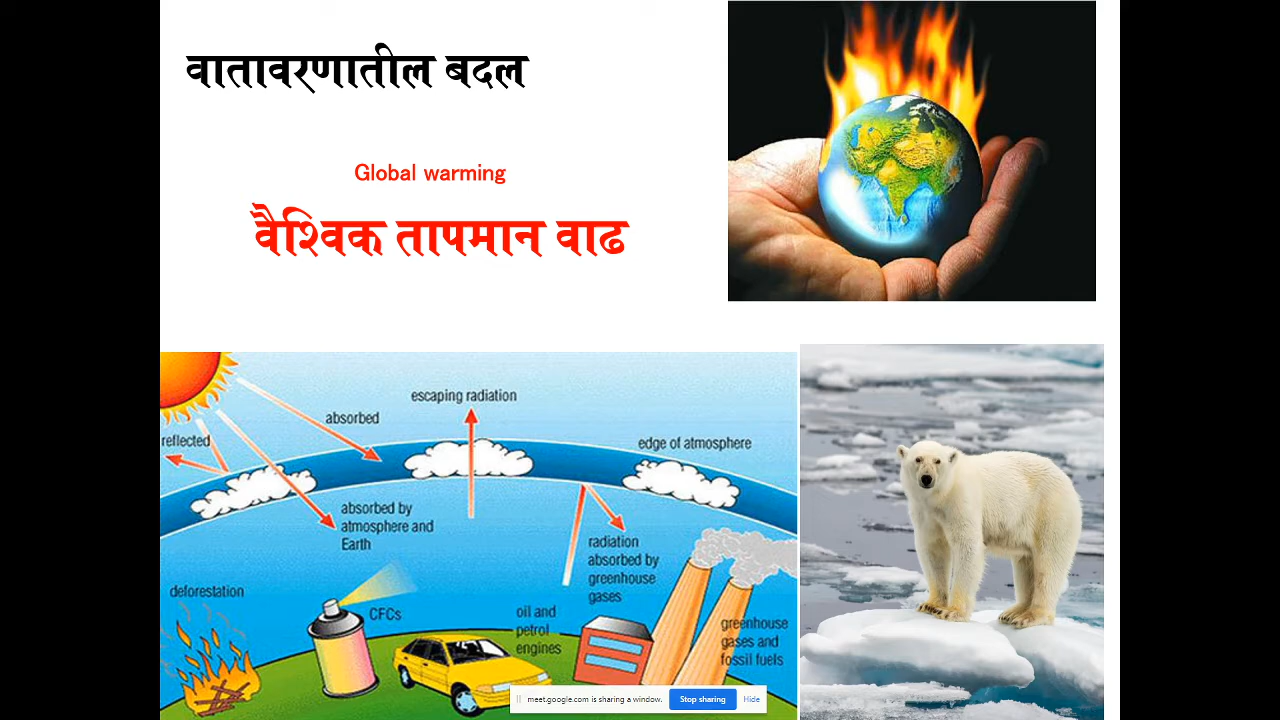 वातावरणातील बदल
Global warming
वैश्विक तापमान वाढ
escaping radiation
absorbed
reflected
edge of atmosphere
absorbed by
atmosphere and
Earth
radiation
absorbed by
greenhouse
gases
deforestation
CFCs
oil and
petrol
engines
greenhouse
gases and
fossil fuels
meet.google.com is sharing a window.
Stop sharing
Hide